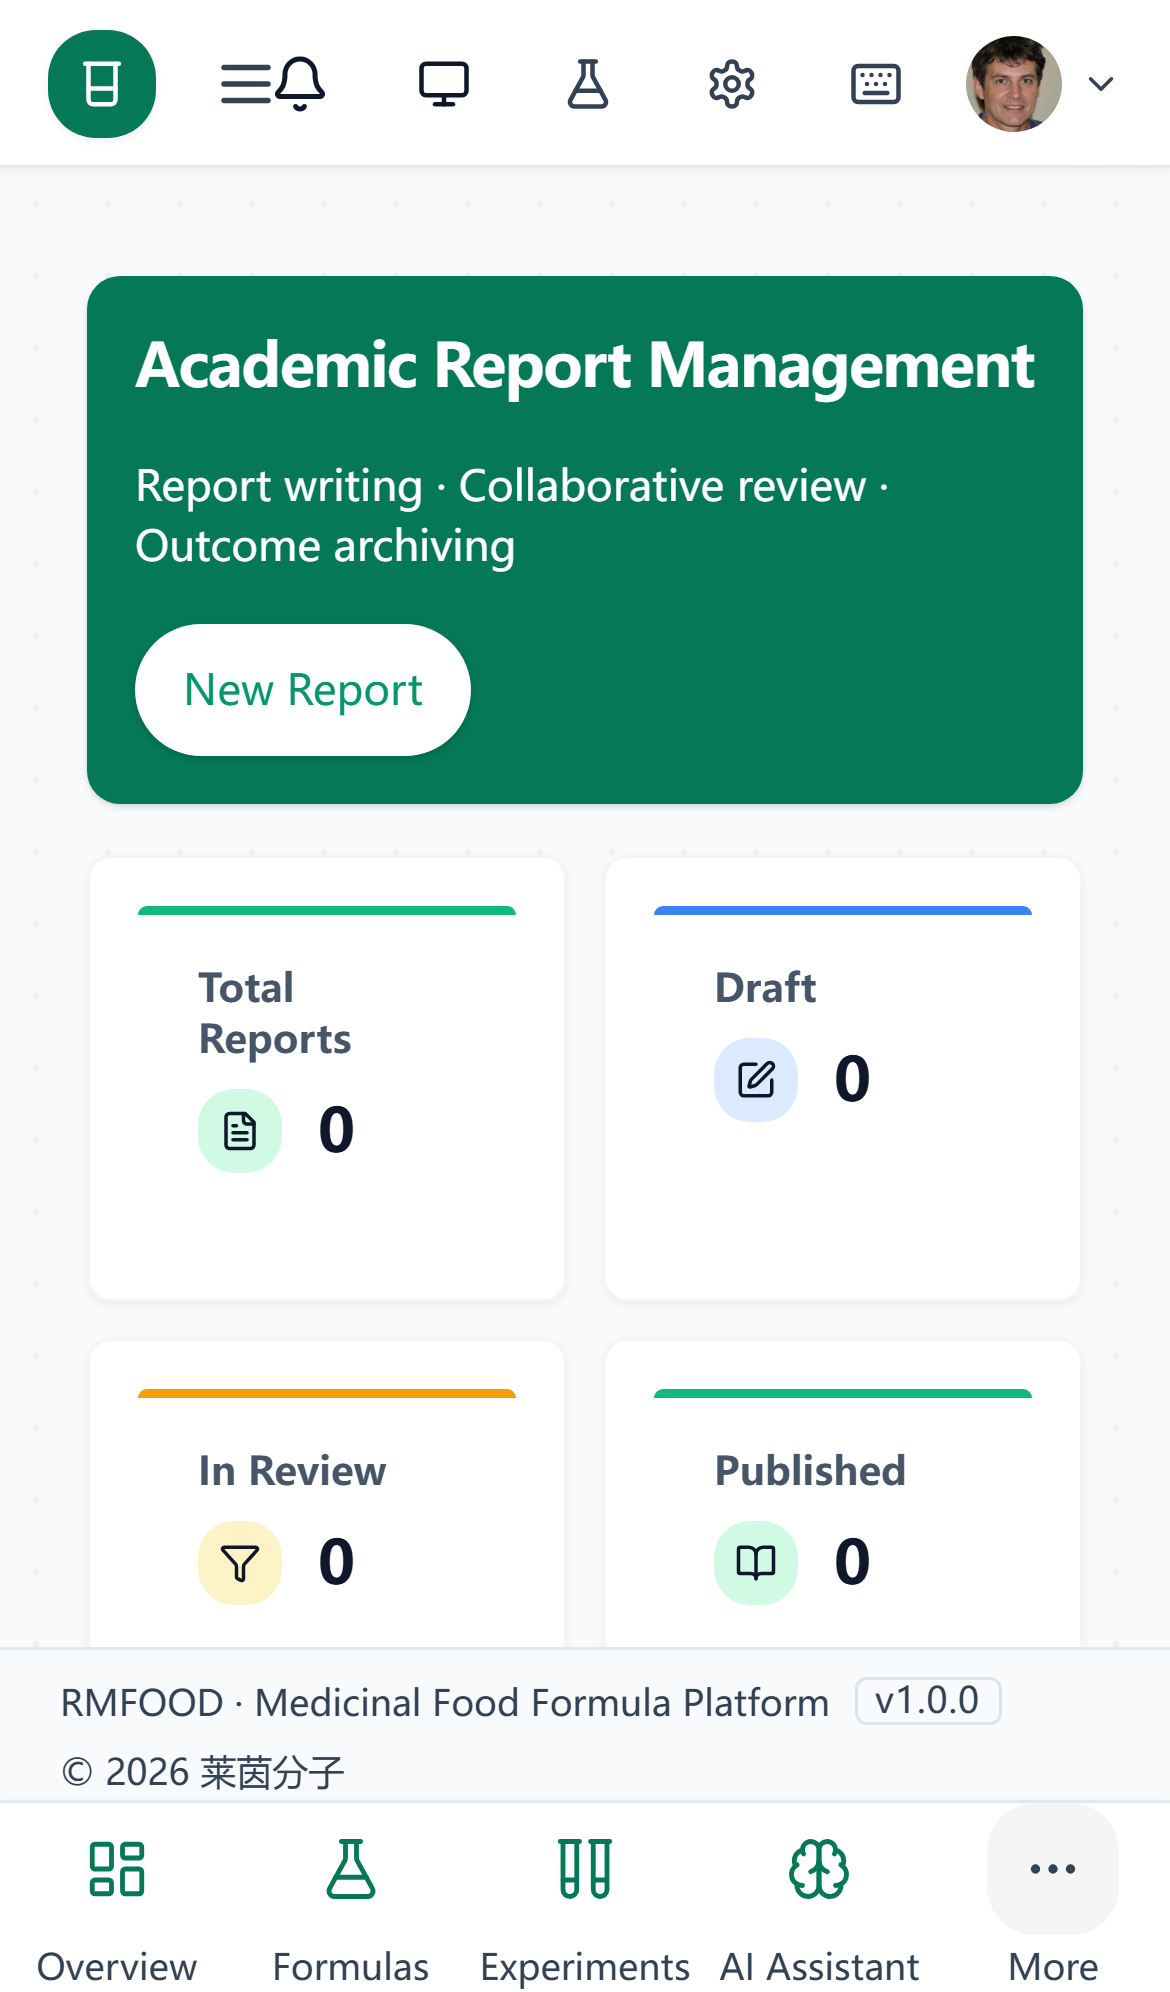 Academic Report Management
Report writing · Collaborative review ·
Outcome archiving
New Report
Total
Reports
0
Draft
0
In Review
0
Published
0
RMFOOD · Medicinal Food Formula Platform v1.0.0
© 2026 莱茵分子
Overview
Formulas
Experiments
AI Assistant
More